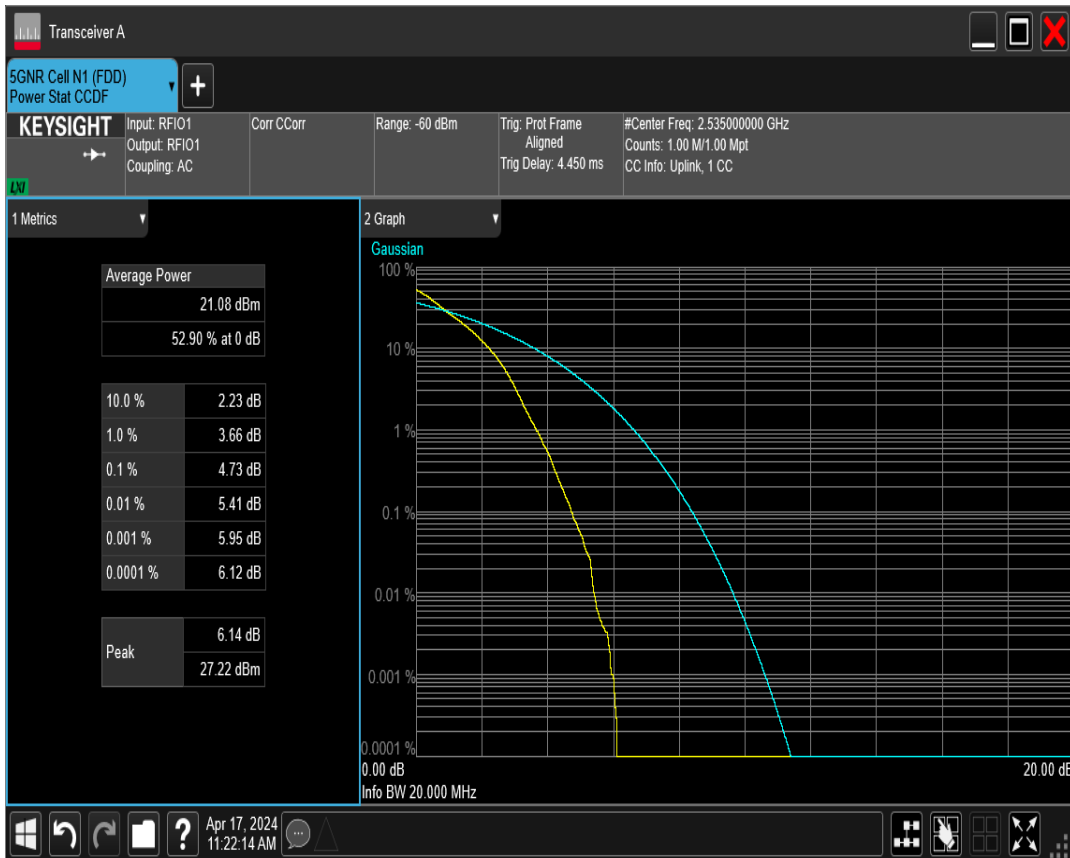 Transceiver A
5GNR Cell N1 (FDD)
Power Stat CCDF
+
KEYSIGHT
LXI
Input: RFIO1
Output: RFIO1
Coupling: AC
Corr CCorr
Range: -60 dBm
Trig: Prot Frame
Aligned
Trig Delay: 4.450 ms
#Center Freq: 2.535000000 GHz
Counts: 1.00 M/1.00 Mpt
CC Info: Uplink, 1 CC
1 Metrics
Average Power
21.08 dBm
52.90 % at 0 dB
10.0 % 2.23 dB
1.0 % 3.66 dB
0.1 % 4.73 dB
0.01 % 5.41 dB
0.001 % 5.95 dB
0.0001 % 6.12 dB
Peak
6.14 dB
27.22 dBm
2 Graph
Gaussian
100 %
10 %
1 %
0.1 %
0.01 %
0.001 %
0.0001 %
0.00 dB
20.00 dB
Info BW 20.000 MHz
?
Apr 17, 2024
11:22:14 AM